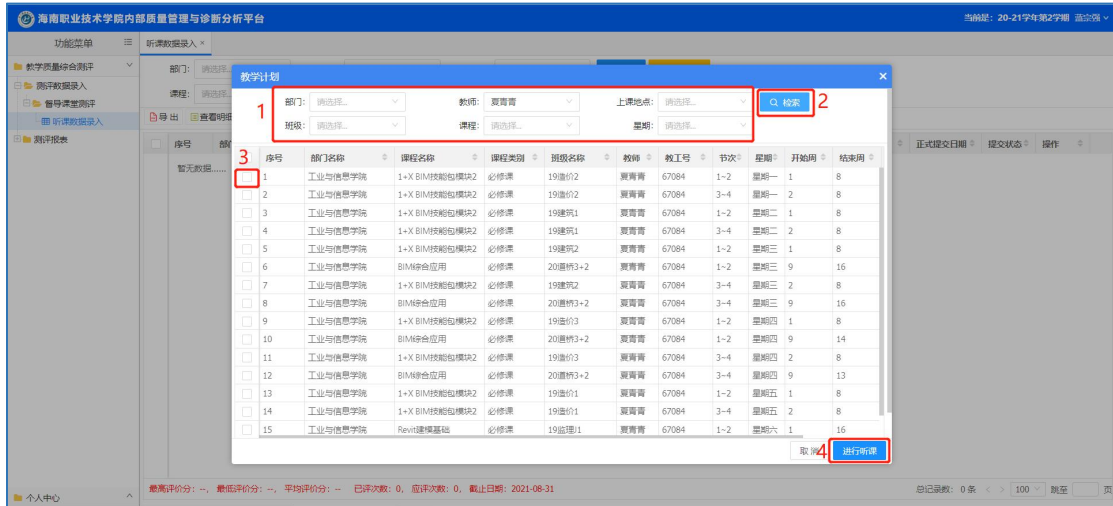 海南职业技术学院内部质量管理与诊断分析平台
当前是: 20-21学年第2学期
功能菜单
听课数据录入 ×
教学质量综合测评
测评数据录入
督导课堂测评
听课数据录入
测评报表
个人中心
部门: 请选择...
课程: 请选择...
导出 查看明细
序号
暂无数据......
正式提交日期 提交状态 操作
教学计划 ×
1 部门: 请选择... 教师: 夏青青 上课地点: 请选择... 检索 2
班级: 请选择... 课程: 请选择... 星期: 请选择...
3 序号 部门名称 课程名称 课程类别 班级名称 教师 教工号 节次 星期 开始周 结束周
1 工业与信息学院 1+X BIM技能包模块2 必修课 19造价2 夏青青 67084 1~2 星期一 1 8
2 工业与信息学院 1+X BIM技能包模块2 必修课 19造价2 夏青青 67084 3~4 星期一 2 8
3 工业与信息学院 1+X BIM技能包模块2 必修课 19建筑1 夏青青 67084 1~2 星期二 1 8
4 工业与信息学院 1+X BIM技能包模块2 必修课 19建筑1 夏青青 67084 3~4 星期二 2 8
5 工业与信息学院 1+X BIM技能包模块2 必修课 19建筑2 夏青青 67084 1~2 星期三 1 8
6 工业与信息学院 BIM综合应用 必修课 20道桥3+2 夏青青 67084 1~2 星期三 9 16
7 工业与信息学院 1+X BIM技能包模块2 必修课 19建筑2 夏青青 67084 3~4 星期三 2 8
8 工业与信息学院 BIM综合应用 必修课 20道桥3+2 夏青青 67084 3~4 星期三 9 16
9 工业与信息学院 1+X BIM技能包模块2 必修课 19造价3 夏青青 67084 1~2 星期四 1 8
10 工业与信息学院 BIM综合应用 必修课 20道桥3+2 夏青青 67084 1~2 星期四 9 14
11 工业与信息学院 1+X BIM技能包模块2 必修课 19造价3 夏青青 67084 3~4 星期四 2 8
12 工业与信息学院 BIM综合应用 必修课 20道桥3+2 夏青青 67084 3~4 星期四 9 13
13 工业与信息学院 1+X BIM技能包模块2 必修课 19造价1 夏青青 67084 1~2 星期五 1 8
14 工业与信息学院 1+X BIM技能包模块2 必修课 19造价1 夏青青 67084 3~4 星期五 2 8
15 工业与信息学院 Revit建模基础 必修课 19监理J1 夏青青 67084 1~2 星期六 1 16
取消 4 进行听课
最高评价分: --, 最低评价分: --, 平均评价分: -- 已评次数: 0, 应评次数: 0, 截止日期: 2021-08-31
总记录数: 0 条 < > 100 跳至 页